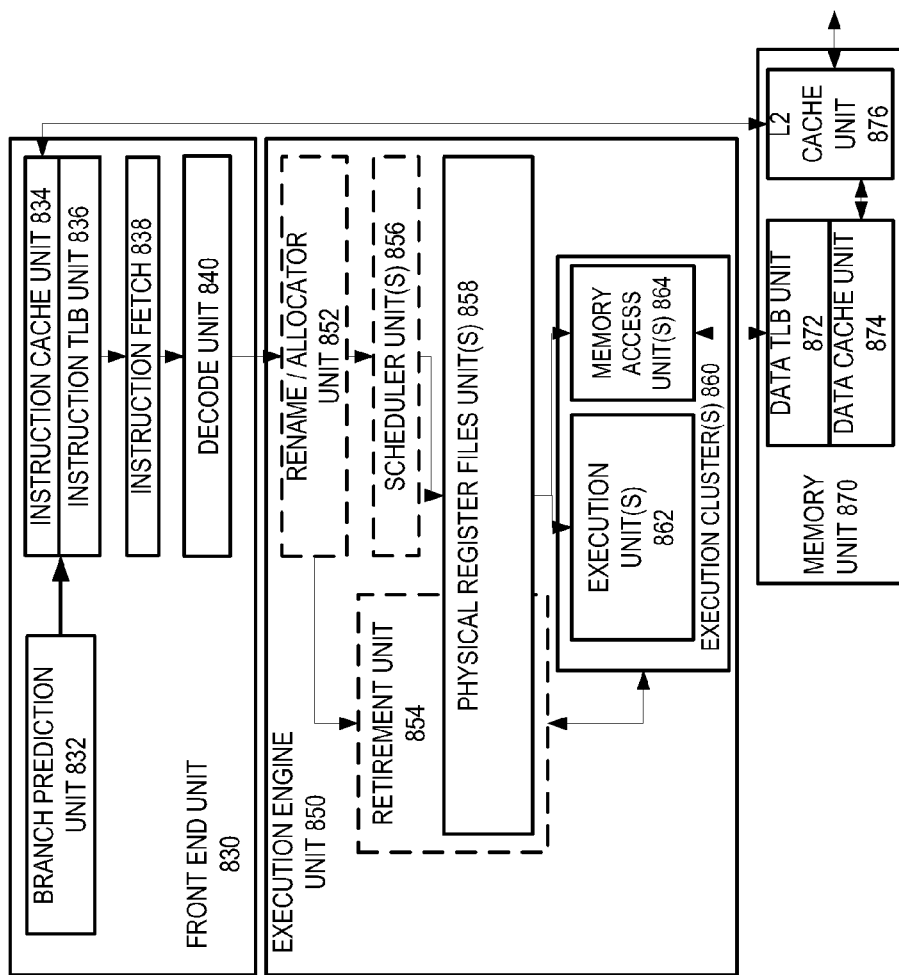 BRANCH PREDICTION
UNIT 832
INSTRUCTION CACHE UNIT 834
INSTRUCTION TLB UNIT 836
INSTRUCTION FETCH 838
DECODE UNIT 840
FRONT END UNIT
830
EXECUTION ENGINE
UNIT 850
RENAME / ALLOCATOR
UNIT 852
RETIREMENT UNIT
854
SCHEDULER UNIT(S) 856
PHYSICAL REGISTER FILES UNIT(S) 858
EXECUTION
UNIT(S)
862
MEMORY
ACCESS
UNIT(S) 864
EXECUTION CLUSTER(S) 860
MEMORY
UNIT 870
DATA TLB UNIT
872
DATA CACHE UNIT
874
L2
CACHE
UNIT
876